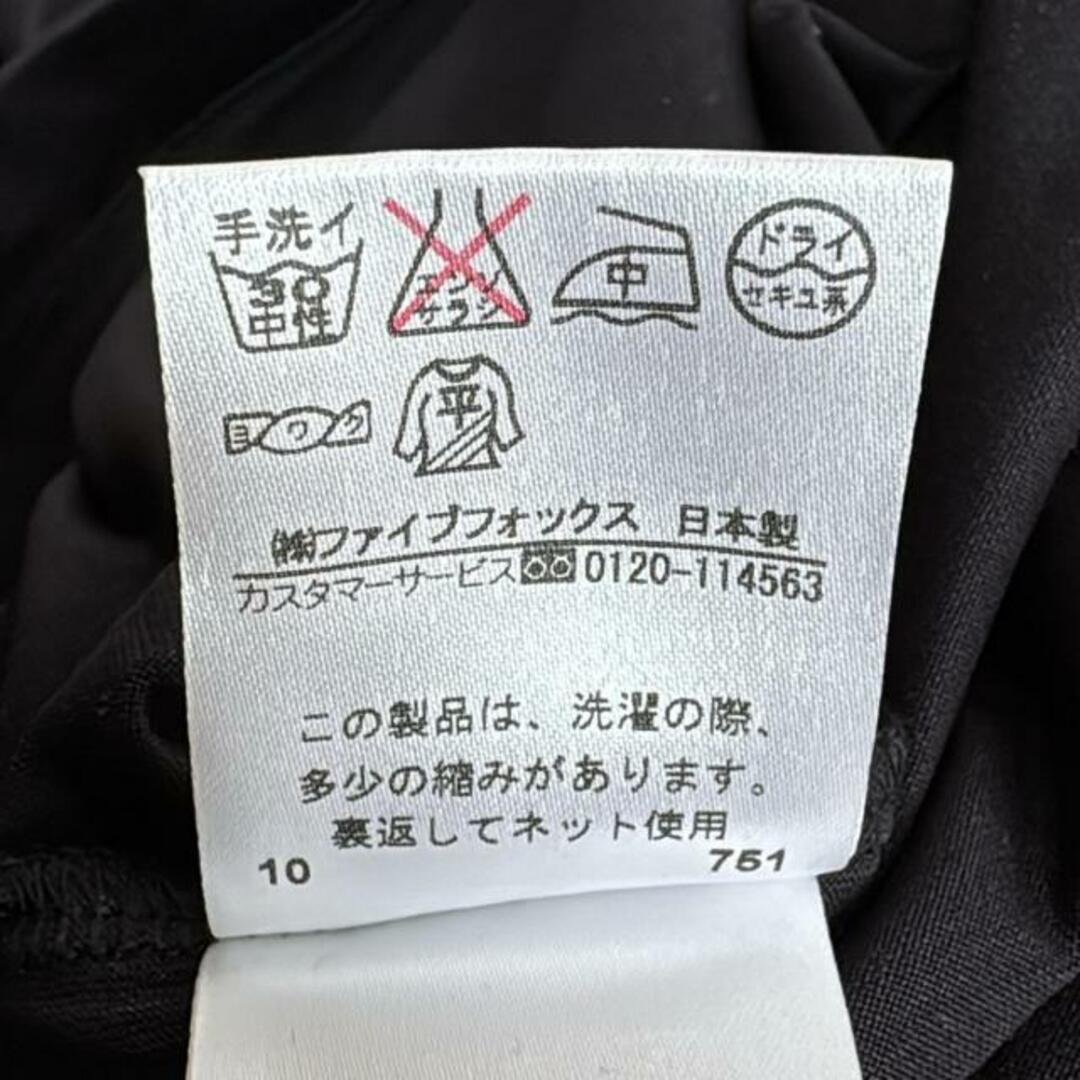 手洗イ
30
中性
エンソ
サラシ
中
ドライ
セキユ系
ヨワク
平
㈱ファイブフォックス 日本製
カスタマーサービス 0120-114563
この製品は、洗濯の際、
多少の縮みがあります。
裏返してネット使用
10 751